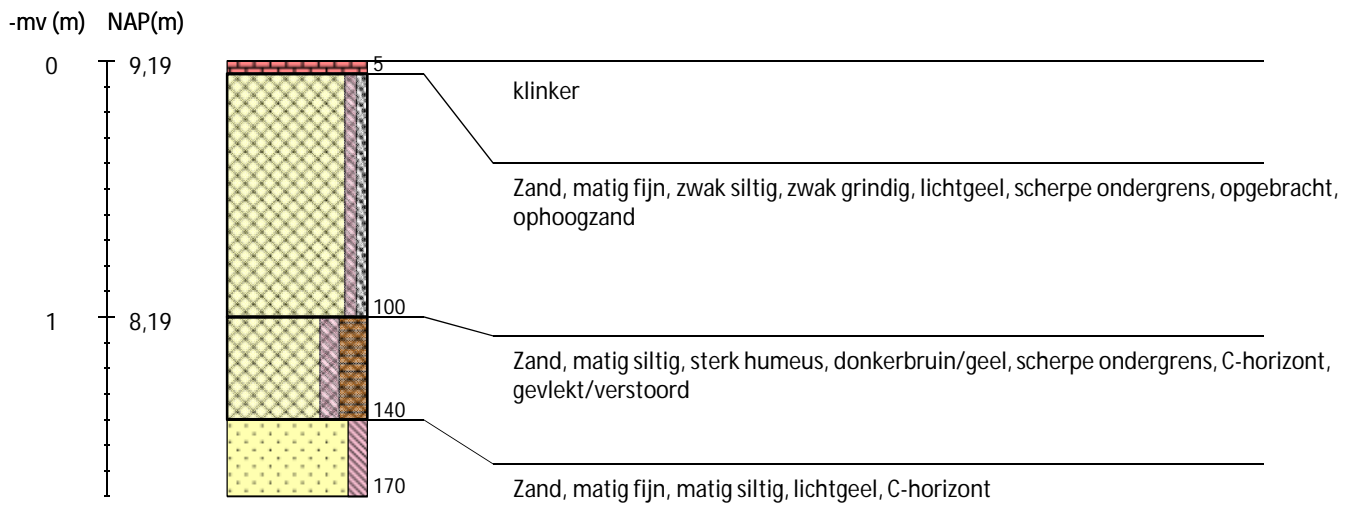 -mv (m) NAP(m)
0 9,19
5
klinker
Zand, matig fijn, zwak siltig, zwak grindig, lichtgeel, scherpe ondergrens, opgebracht,
ophoogzand
100
1 8,19
Zand, matig siltig, sterk humeus, donkerbruin/geel, scherpe ondergrens, C-horizont,
gevlekt/verstoord
140
170
Zand, matig fijn, matig siltig, lichtgeel, C-horizont